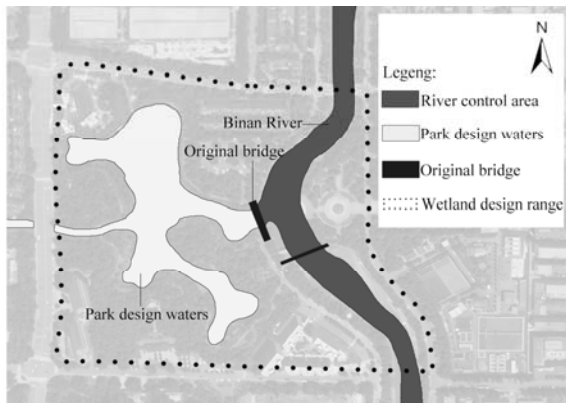 N
Legeng:
River control area
Park design waters
Original bridge
Wetland design range
Binan River
Original bridge
Park design waters